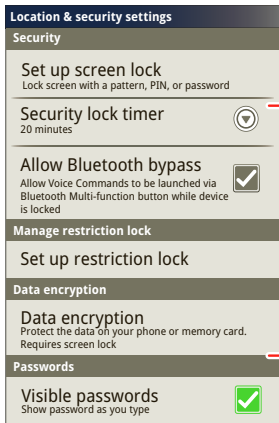 Location & security settings
Security
Set up screen lock
Lock screen with a pattern, PIN, or password
Security lock timer
20 minutes
Allow Bluetooth bypass
Allow Voice Commands to be launched via
Bluetooth Multi-function button while device
is locked
Manage restriction lock
Set up restriction lock
Data encryption
Data encryption
Protect the data on your phone or memory card.
Requires screen lock
Passwords
Visible passwords
Show password as you type